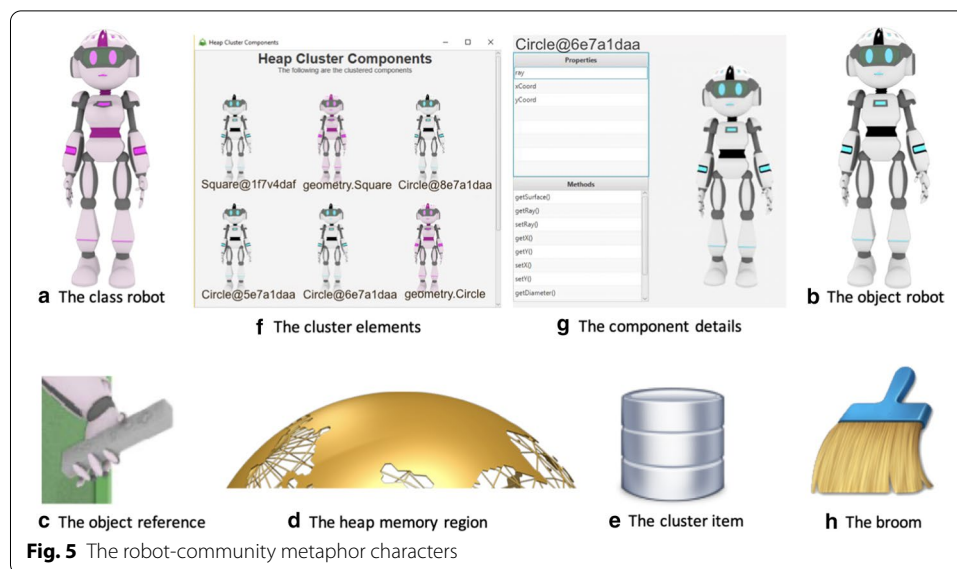 Heap Cluster Components
Heap Cluster Components
The following are the clustered components
Square@1f7v4daf
geometry.Square
Circle@8e7a1daa
Circle@5e7a1daa
Circle@6e7a1daa
geometry.Circle
Circle@6e7a1daa
Properties
ray
xCoord
yCoord
Methods
getSurface()
getRay()
setRay()
getX()
getY()
setX()
setY()
getDiameter()
a The class robot
b The object robot
f The cluster elements
g The component details
c The object reference
d The heap memory region
e The cluster item
h The broom
Fig. 5 The robot-community metaphor characters